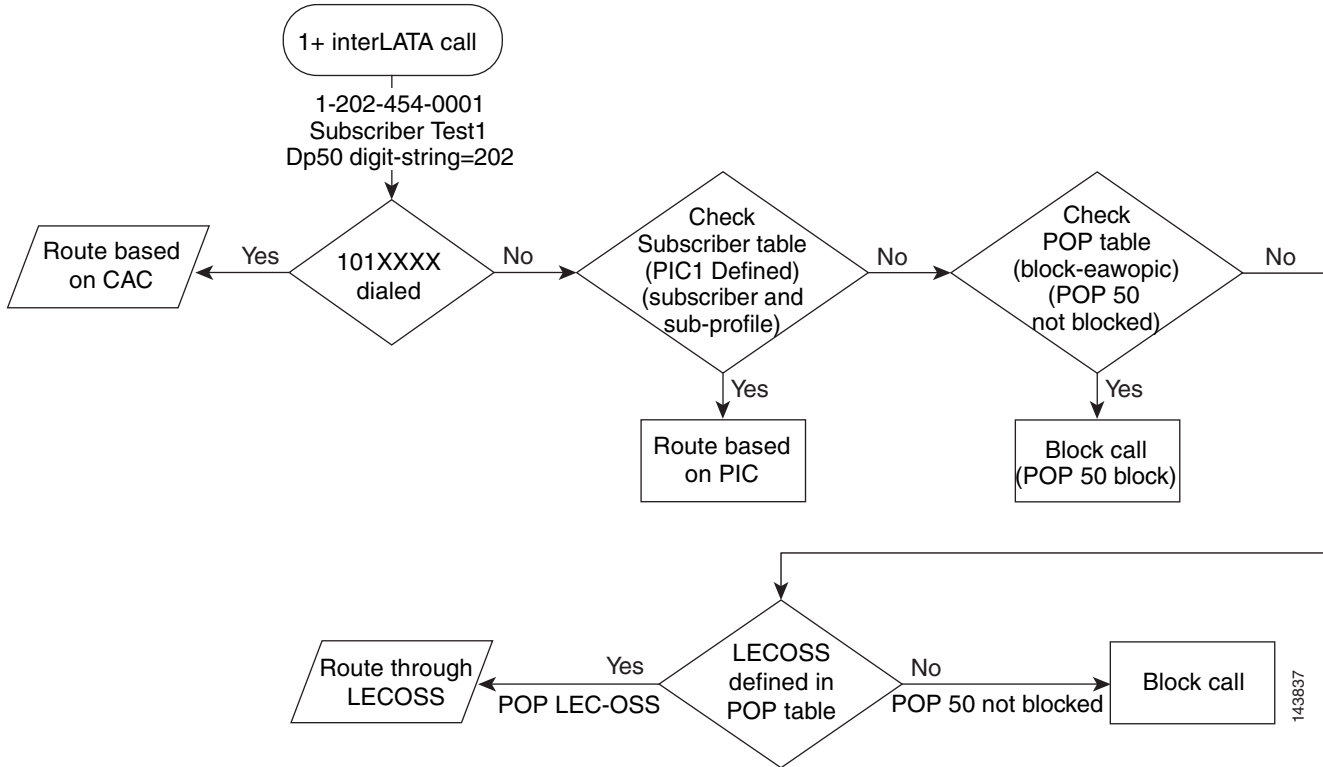 1+ interLATA call
1-202-454-0001
Subscriber Test1
Dp50 digit-string=202
Route based
on CAC
Yes
101XXXX
dialed
No
Check
Subscriber table
(PIC1 Defined)
(subscriber and
sub-profile)
No
Check
POP table
(block-eawopic)
(POP 50
not blocked)
No
Yes
Route based
on PIC
Yes
Block call
(POP 50 block)
Route through
LECOSS
Yes
POP LEC-OSS
LECOSS
defined in
POP table
No
POP 50 not blocked
Block call
143837